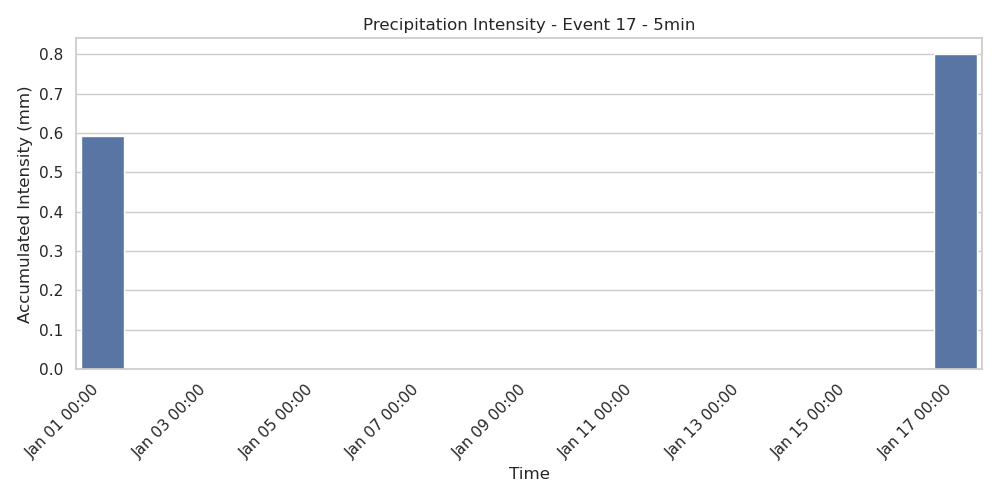 Precipitation Intensity - Event 17 - 5min
Accumulated Intensity (mm)
0.8
0.7
0.6
0.5
0.4
0.3
0.2
0.1
0.0
Jan 01 00:00
Jan 03 00:00
Jan 05 00:00
Jan 07 00:00
Jan 09 00:00
Jan 11 00:00
Jan 13 00:00
Jan 15 00:00
Jan 17 00:00
Time